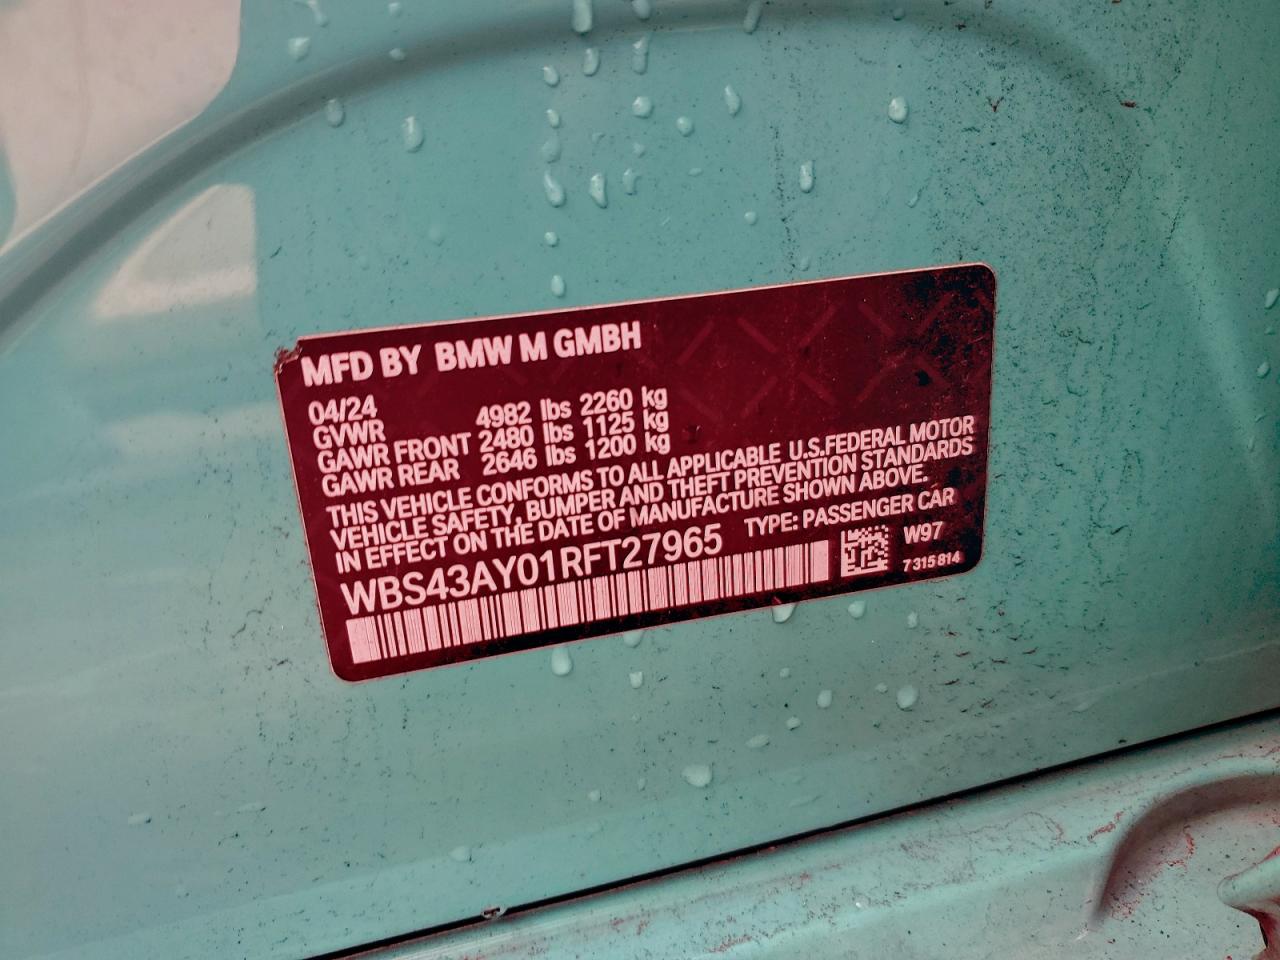 MFD BY BMW M GMBH
04/24
GVWR 4982 lbs 2260 kg
GAWR FRONT 2480 lbs 1125 kg
GAWR REAR 2646 lbs 1200 kg
THIS VEHICLE CONFORMS TO ALL APPLICABLE U.S.FEDERAL MOTOR
VEHICLE SAFETY, BUMPER AND THEFT PREVENTION STANDARDS
IN EFFECT ON THE DATE OF MANUFACTURE SHOWN ABOVE.
WBS43AY01RFT27965 TYPE: PASSENGER CAR
W97
7 315 814